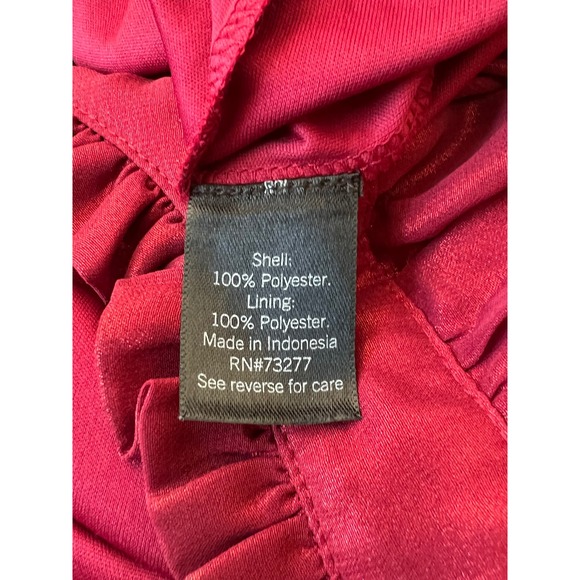 Shell:
100% Polyester.
Lining:
100% Polyester.
Made in Indonesia
RN#73277
See reverse for care